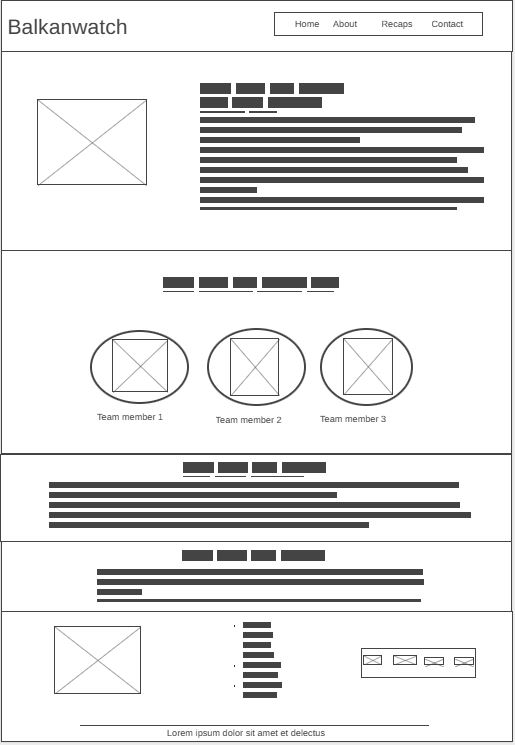 Balkanwatch
Home About Recaps Contact
Team member 1
Team member 2
Team member 3
Lorem ipsum dolor sit amet et delectus